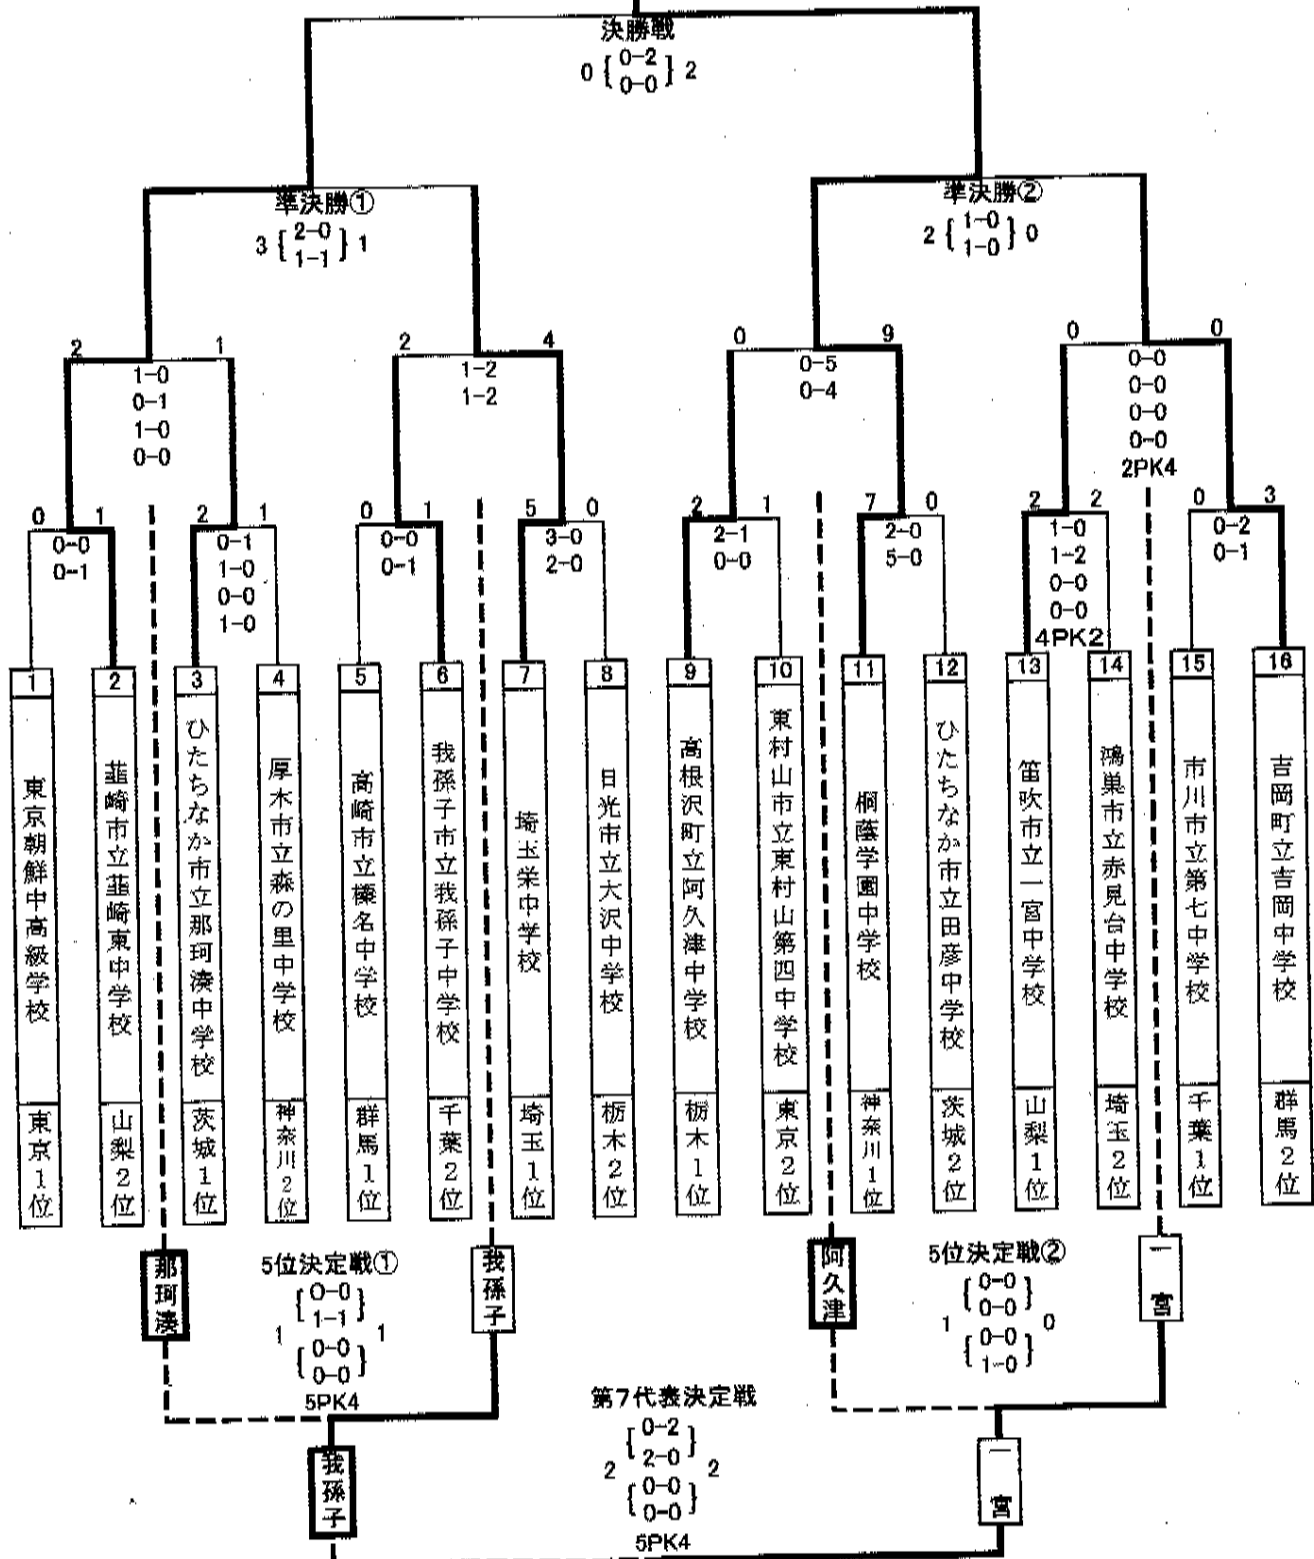 決勝戦
0 { 0-2 } 2
0-0
準決勝①
3 { 2-0 } 1
1-1
準決勝②
2 { 1-0 } 0
1-0
2 1
1-0
0-1
1-0
0-0
2 4
1-2
1-2
0 9
0-5
0-4
0 0
0-0
0-0
0-0
0-0
2PK4
0 1
0-0
0-1
2 1
0-1
1-0
0-0
1-0
0 1
0-0
0-1
5 0
3-0
2-0
2 1
2-1
0-0
7 0
2-0
5-0
2 2
1-0
1-2
0-0
0-0
4PK2
0 3
0-2
0-1
1
東京朝鮮中高級学校
東京1位
2
韮崎市立韮崎東中学校
山梨2位
3
ひたちなか市立那珂湊中学校
茨城1位
4
厚木市立森の里中学校
神奈川2位
5
高崎市立榛名中学校
群馬1位
6
我孫子市立我孫子中学校
千葉2位
7
埼玉栄中学校
埼玉1位
8
日光市立大沢中学校
栃木2位
9
高根沢町立阿久津中学校
栃木1位
10
東村山市立東村山第四中学校
東京2位
11
桐蔭学園中学校
神奈川1位
12
ひたちなか市立田彦中学校
茨城2位
13
笛吹市立一宮中学校
山梨1位
14
鴻巣市立赤見台中学校
埼玉2位
15
市川市立第七中学校
千葉1位
16
吉岡町立吉岡中学校
群馬2位
那珂湊
5位決定戦①
{ 0-0 }
1-1
1 1
{ 0-0 }
0-0
5PK4
我孫子
阿久津
5位決定戦②
{ 0-0 }
0-0
1 0
{ 0-0 }
1-0
一宮
我孫子
第7代表決定戦
{ 0-2 }
2-0
2 2
{ 0-0 }
0-0
5PK4
一宮